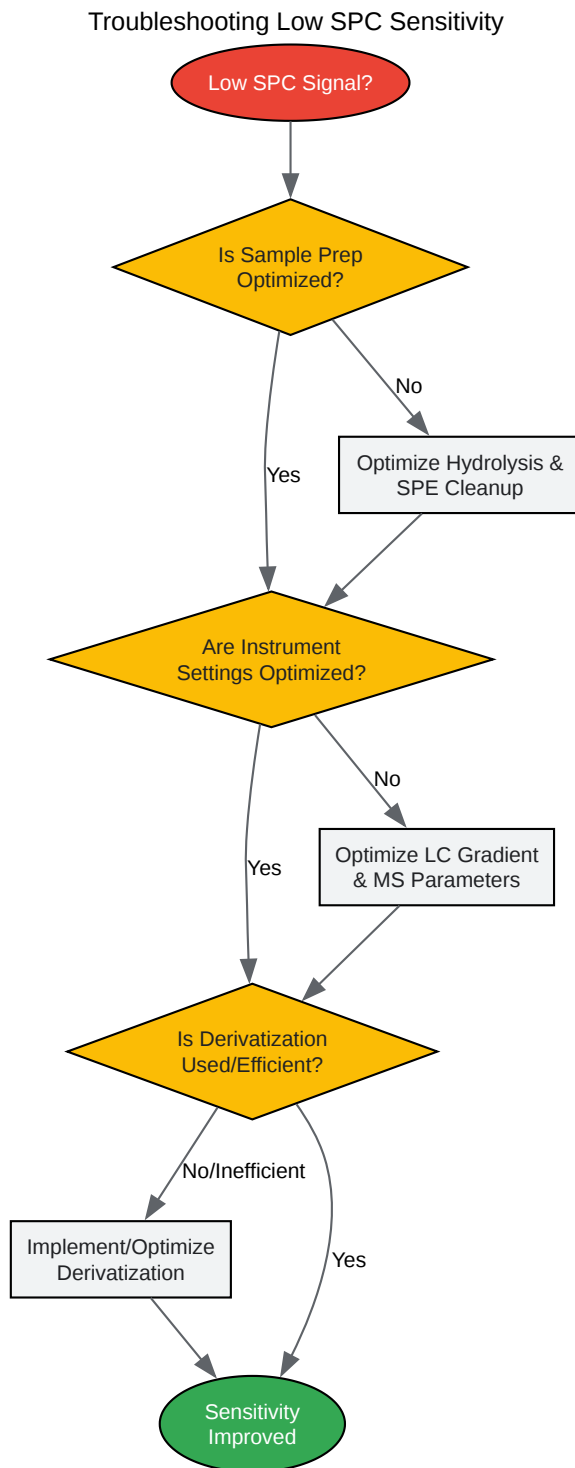 Troubleshooting Low SPC Sensitivity
Low SPC Signal?
Is Sample Prep
Optimized?
No
Optimize Hydrolysis &
SPE Cleanup
Yes
Are Instrument
Settings Optimized?
No
Optimize LC Gradient
& MS Parameters
Yes
Is Derivatization
Used/Efficient?
No/Inefficient
Implement/Optimize
Derivatization
Yes
Sensitivity
Improved